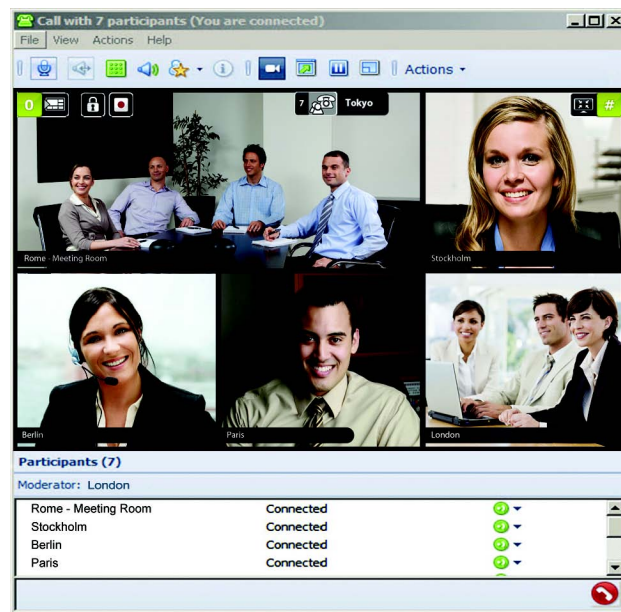 Call with 7 participants (You are connected)
File View Actions Help
Actions
0 7 Tokyo #
Rome - Meeting Room
Stockholm
Berlin
Paris
London
Participants (7)
Moderator: London
Rome - Meeting Room Connected
Stockholm Connected
Berlin Connected
Paris Connected